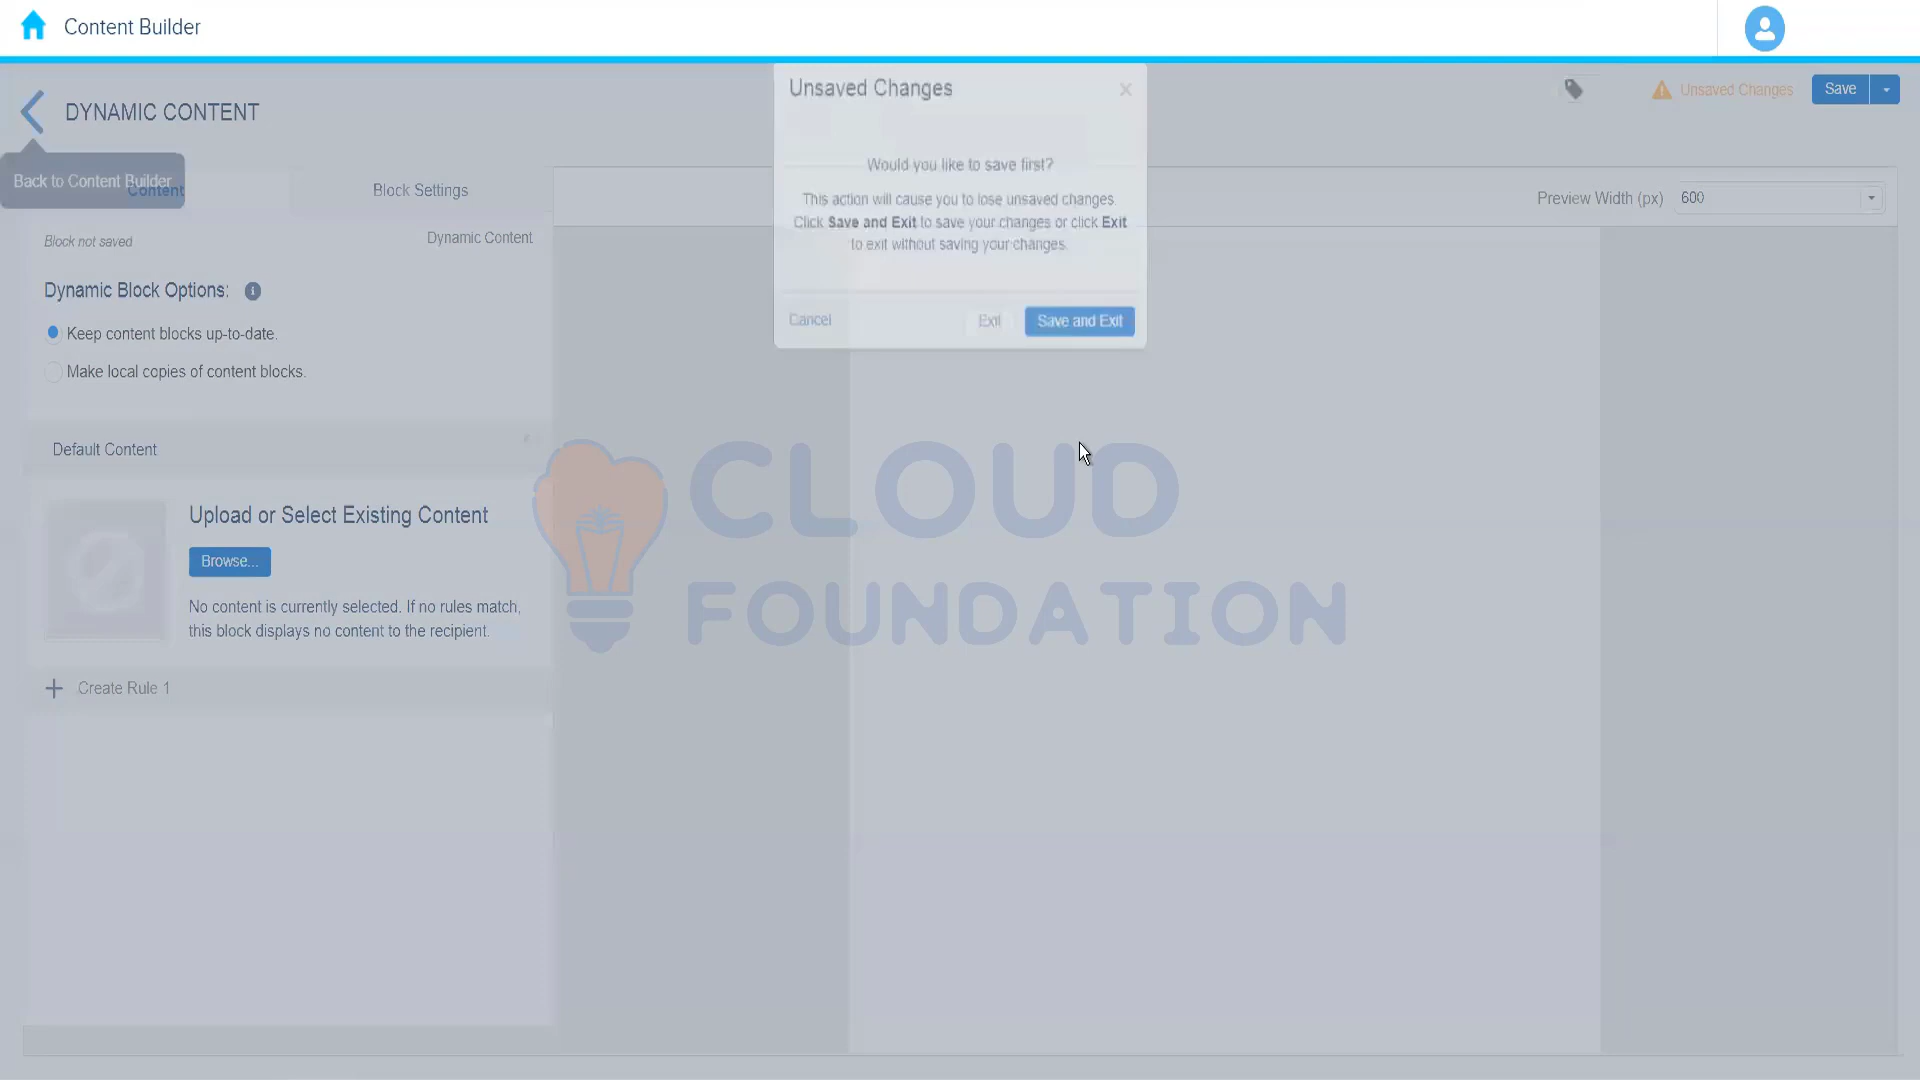 Content Builder
DYNAMIC CONTENT
Unsaved Changes
Save
Back to Content Builder
Content
Block Settings
Preview Width (px)
600
Block not saved
Dynamic Content
Dynamic Block Options:
Keep content blocks up-to-date.
Make local copies of content blocks.
Default Content
Upload or Select Existing Content
Browse...
No content is currently selected. If no rules match,
this block displays no content to the recipient.
Create Rule 1
Unsaved Changes
x
Would you like to save first?
This action will cause you to lose unsaved changes.
Click Save and Exit to save your changes or click Exit
to exit without saving your changes.
Cancel
Exit
Save and Exit
CLOUD
FOUNDATION